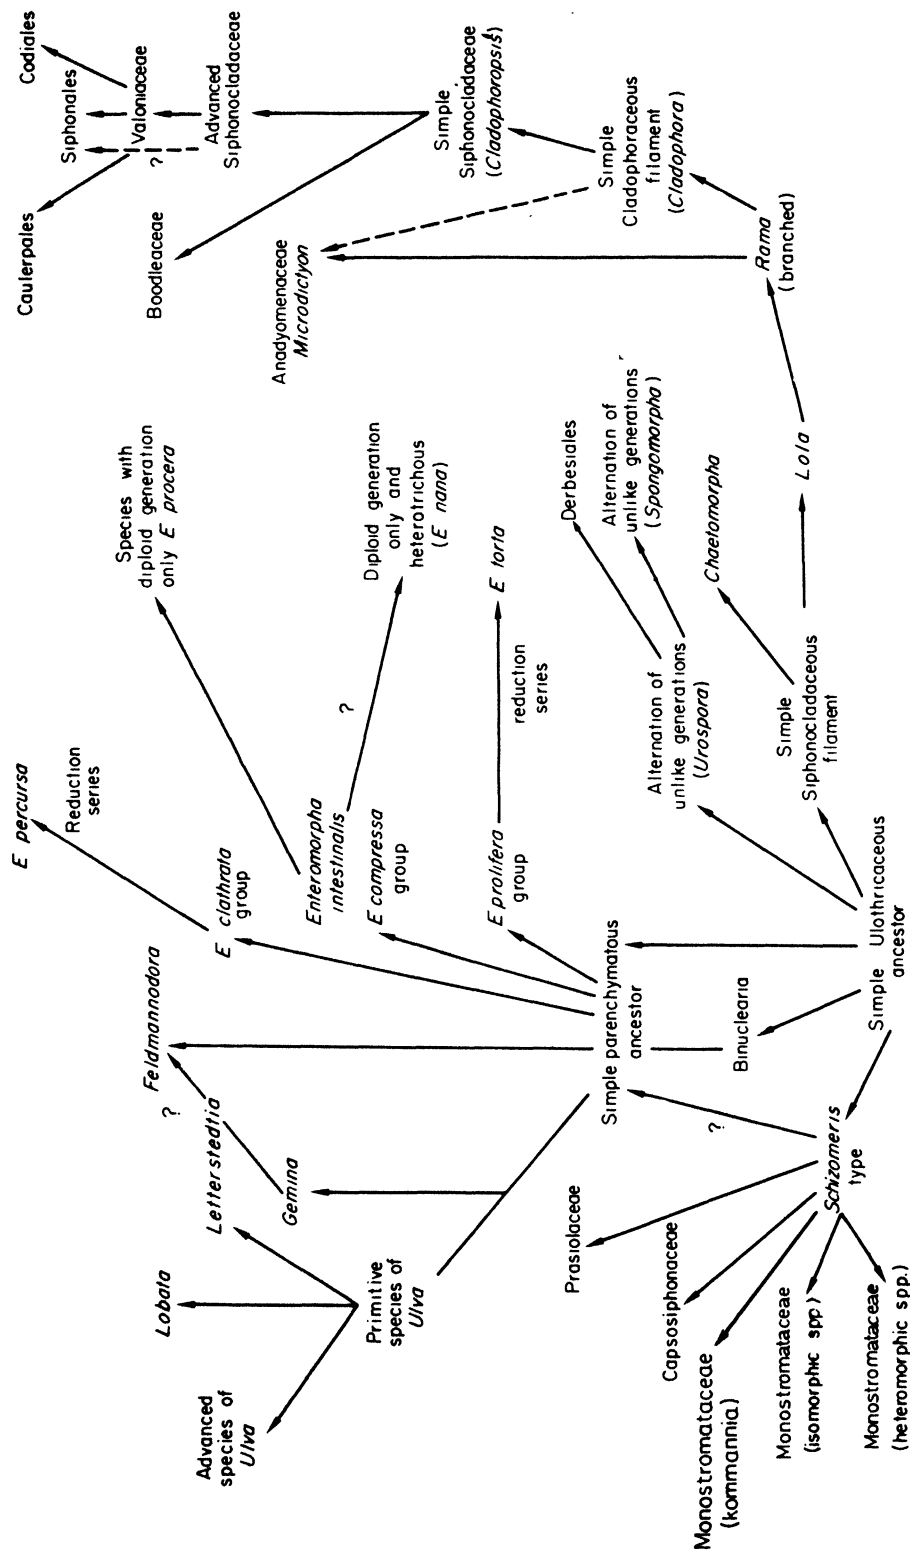 Caulerpales
Codiales
Siphonales
Valoniaceae
?
Advanced
Siphonocladaceae
Boodleaceae
Anadyomenaceae
Microdictyon
Simple
Siphonocladaceae
(Cladophoropsis)
Simple
Cladophoraceous
filament
(Cladophora)
Rama
(branched)
Lola
E percursa
Reduction
series
Species with
diploid generation
only E procera
Diploid generation
only and
heterotrichous
(E nana)
?
E torta
reduction
series
Derbesiales
Alternation of
unlike generations
(Spongomorpha)
Chaetomorpha
Alternation of
unlike generations
(Urospora)
Simple
Siphonocladaceous
filament
E clathrata
group
Enteromorpha
intestinalis
E compressa
group
E prolifera
group
Feldmannodora
?
Letterstedtia
Gemina
Lobata
Advanced
species of
Ulva
Primitive
species of
Ulva
Simple parenchymatous
ancestor
Binuclearia
Simple Ulothricaceous
ancestor
?
Schizomeris
type
Prasiolaceae
Capsosiphonaceae
Monostromataceae
(kommannia)
Monostromataceae
(isomorphic spp)
Monostromataceae
(heteromorphic spp.)